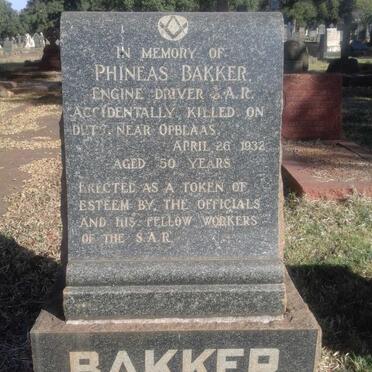 IN MEMORY OF
PHINEAS BAKKER.
ENGINE DRIVER S.A.R.
ACCIDENTALLY KILLED ON
DUTY, NEAR OPBLAAS,
APRIL 26 1932
AGED 50 YEARS
ERECTED AS A TOKEN OF
ESTEEM BY THE OFFICIALS
AND HIS FELLOW WORKERS
OF THE S.A.R.
BAKKER